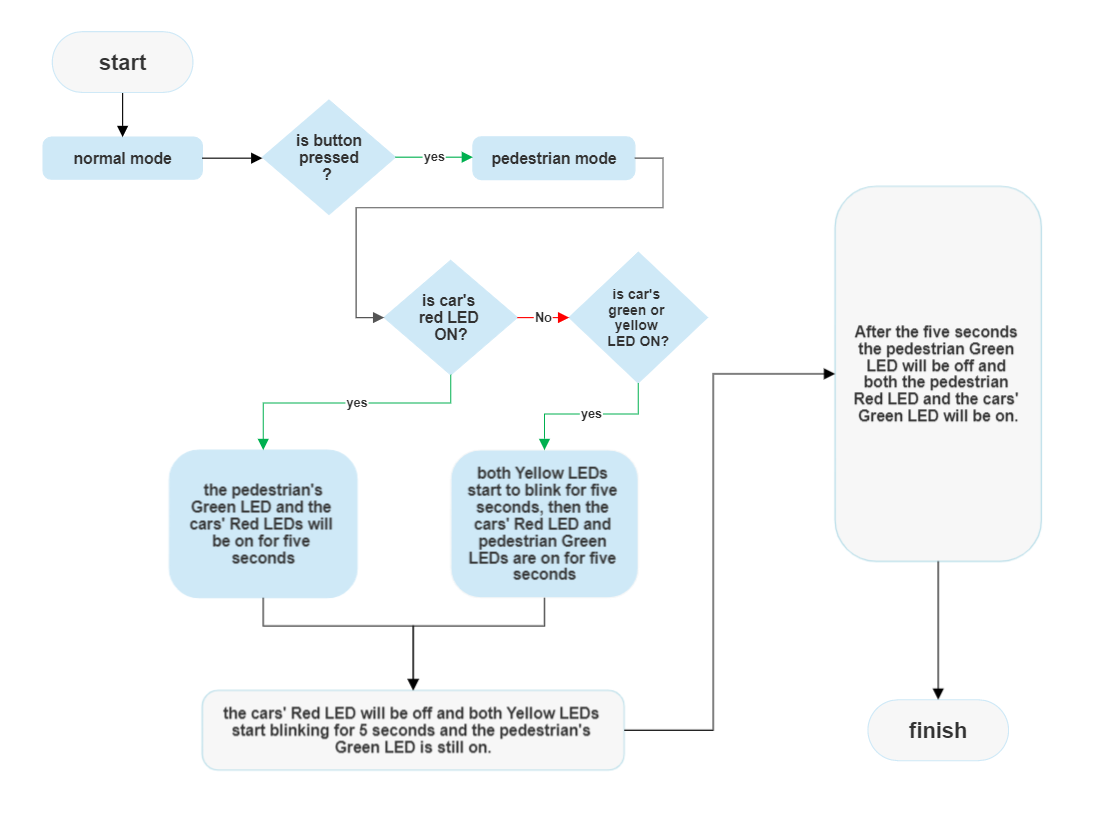 start
normal mode
is button
pressed
?
yes
pedestrian mode
is car's
red LED
ON?
No
is car's
green or
yellow
LED ON?
yes
yes
the pedestrian's
Green LED and the
cars' Red LEDs will
be on for five
seconds
both Yellow LEDs
start to blink for five
seconds, then the
cars' Red LED and
pedestrian Green
LEDs are on for five
seconds
the cars' Red LED will be off and both Yellow LEDs
start blinking for 5 seconds and the pedestrian's
Green LED is still on.
After the five seconds
the pedestrian Green
LED will be off and
both the pedestrian
Red LED and the cars'
Green LED will be on.
finish